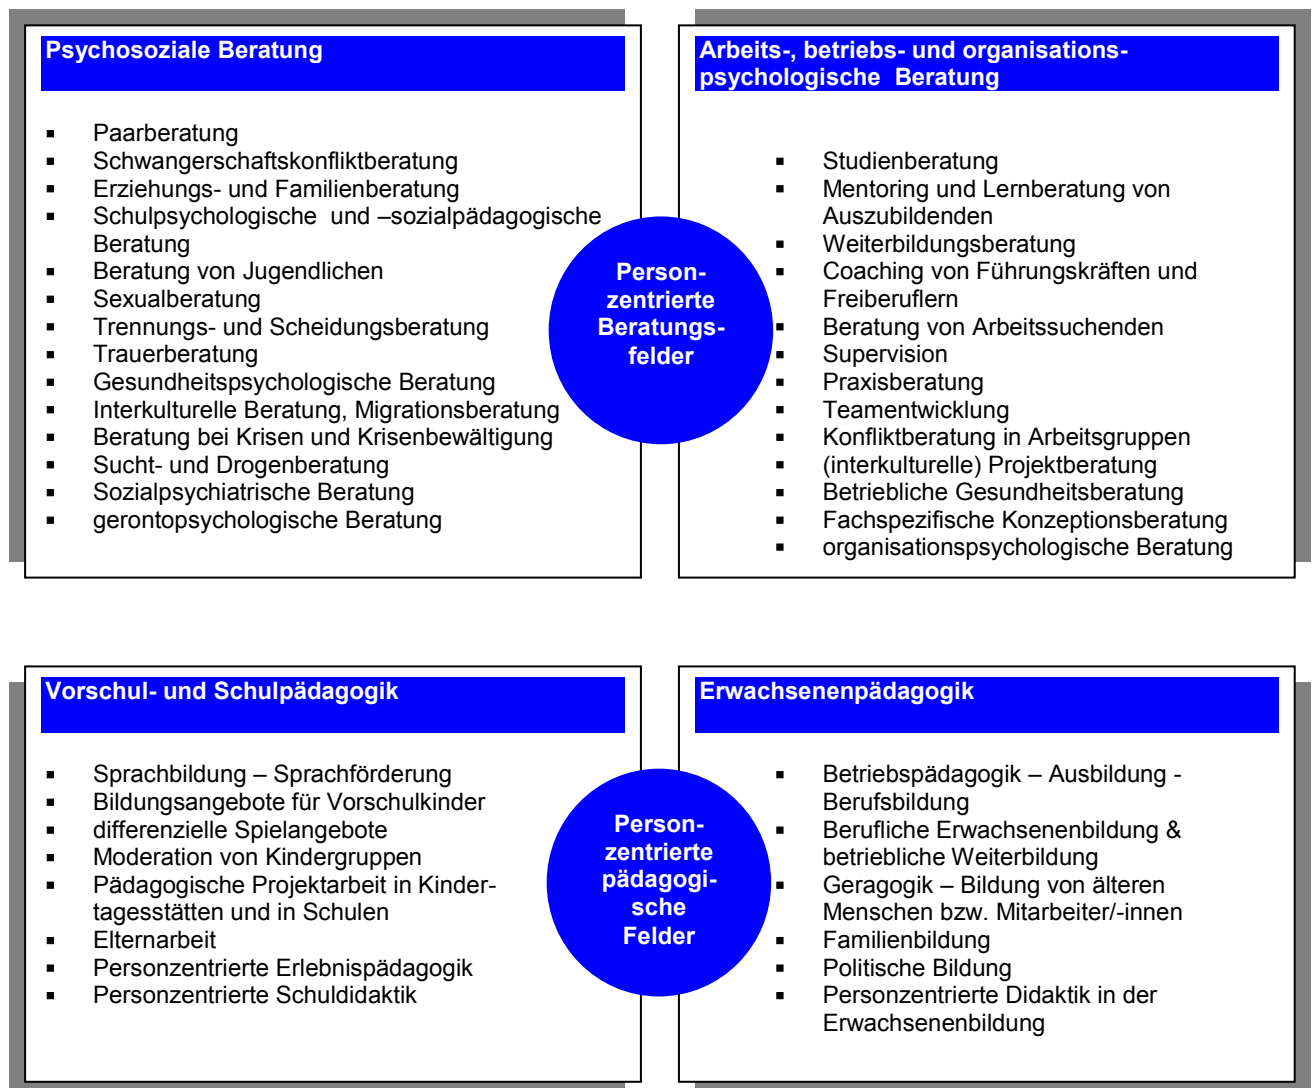 Psychosoziale Beratung
▪ Paarberatung
▪ Schwangerschaftskonfliktberatung
▪ Erziehungs- und Familienberatung
▪ Schulpsychologische und –sozialpädagogische
Beratung
▪ Beratung von Jugendlichen
▪ Sexualberatung
▪ Trennungs- und Scheidungsberatung
▪ Trauerberatung
▪ Gesundheitspsychologische Beratung
▪ Interkulturelle Beratung, Migrationsberatung
▪ Beratung bei Krisen und Krisenbewältigung
▪ Sucht- und Drogenberatung
▪ Sozialpsychiatrische Beratung
▪ gerontopsychologische Beratung
Person-
zentrierte
Beratungs-
felder
Arbeits-, betriebs- und organisations-
psychologische Beratung
▪ Studienberatung
▪ Mentoring und Lernberatung von
Auszubildenden
▪ Weiterbildungsberatung
▪ Coaching von Führungskräften und
Freiberuflern
▪ Beratung von Arbeitssuchenden
▪ Supervision
▪ Praxisberatung
▪ Teamentwicklung
▪ Konfliktberatung in Arbeitsgruppen
▪ (interkulturelle) Projektberatung
▪ Betriebliche Gesundheitsberatung
▪ Fachspezifische Konzeptionsberatung
▪ organisationspsychologische Beratung
Vorschul- und Schulpädagogik
▪ Sprachbildung – Sprachförderung
▪ Bildungsangebote für Vorschulkinder
▪ differenzielle Spielangebote
▪ Moderation von Kindergruppen
▪ Pädagogische Projektarbeit in Kinder-
tagesstätten und in Schulen
▪ Elternarbeit
▪ Personzentrierte Erlebnispädagogik
▪ Personzentrierte Schuldidaktik
Person-
zentrierte
pädagogi-
sche
Felder
Erwachsenenpädagogik
▪ Betriebspädagogik – Ausbildung -
Berufsbildung
▪ Berufliche Erwachsenenbildung &
betriebliche Weiterbildung
▪ Geragogik – Bildung von älteren
Menschen bzw. Mitarbeiter/-innen
▪ Familienbildung
▪ Politische Bildung
▪ Personzentrierte Didaktik in der
Erwachsenenbildung